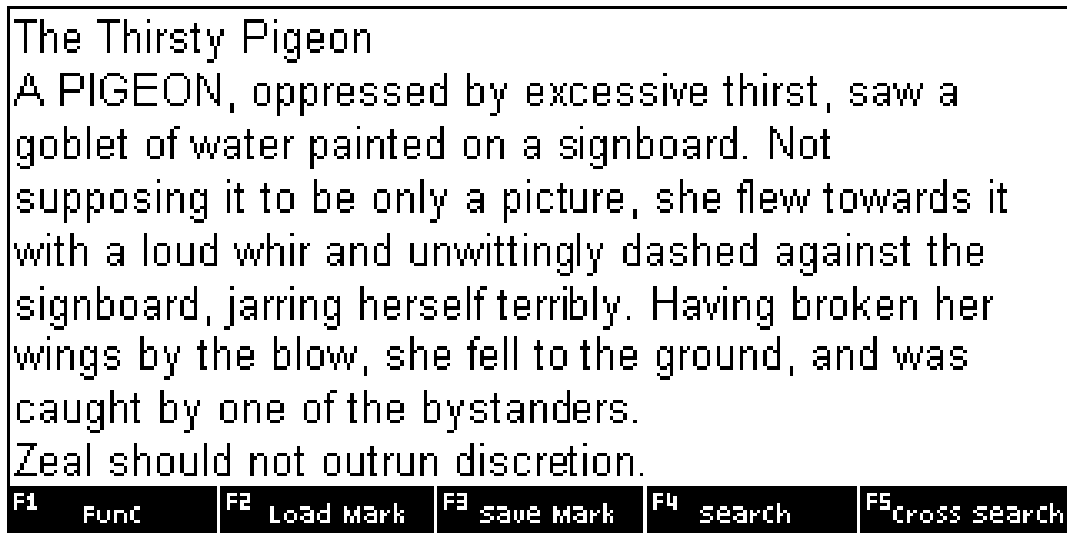 The Thirsty Pigeon
A PIGEON, oppressed by excessive thirst, saw a
goblet of water painted on a signboard. Not
supposing it to be only a picture, she flew towards it
with a loud whir and unwittingly dashed against the
signboard, jarring herself terribly. Having broken her
wings by the blow, she fell to the ground, and was
caught by one of the bystanders.
Zeal should not outrun discretion.
F1 Func F2 Load Mark F3 Save Mark F4 Search F5 Cross Search